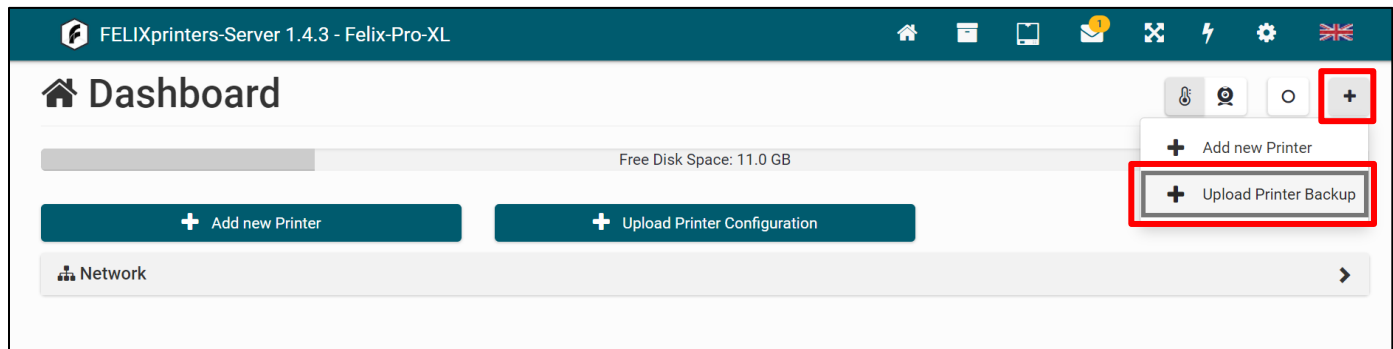 FELIXprinters-Server 1.4.3 - Felix-Pro-XL
1
Dashboard
Add new Printer
Upload Printer Backup
Free Disk Space: 11.0 GB
Add new Printer
Upload Printer Configuration
Network